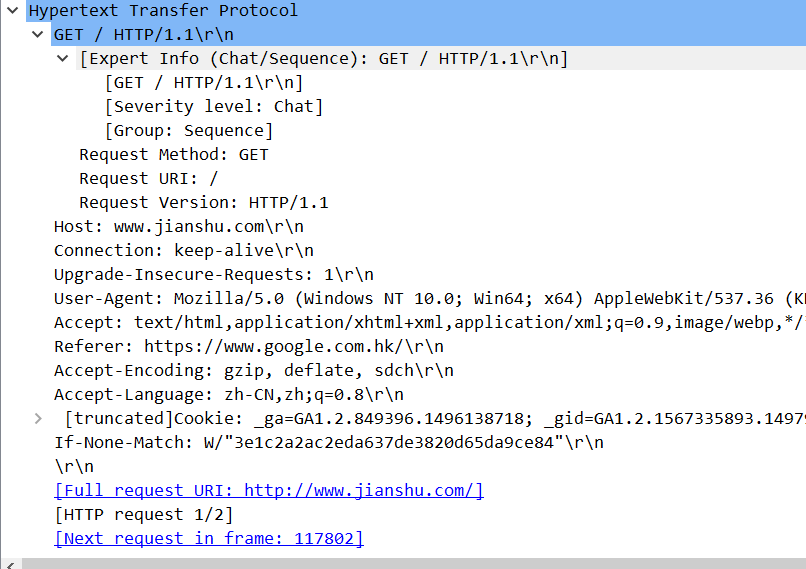 Hypertext Transfer Protocol
GET / HTTP/1.1\r\n
[Expert Info (Chat/Sequence): GET / HTTP/1.1\r\n]
[GET / HTTP/1.1\r\n]
[Severity level: Chat]
[Group: Sequence]
Request Method: GET
Request URI: /
Request Version: HTTP/1.1
Host: www.jianshu.com\r\n
Connection: keep-alive\r\n
Upgrade-Insecure-Requests: 1\r\n
User-Agent: Mozilla/5.0 (Windows NT 10.0; Win64; x64) AppleWebKit/537.36 (K
Accept: text/html,application/xhtml+xml,application/xml;q=0.9,image/webp,*/
Referer: https://www.google.com.hk/\r\n
Accept-Encoding: gzip, deflate, sdch\r\n
Accept-Language: zh-CN,zh;q=0.8\r\n
[truncated]Cookie: _ga=GA1.2.849396.1496138718; _gid=GA1.2.1567335893.1497
If-None-Match: W/"3e1c2a2ac2eda637de3820d65da9ce84"\r\n
\r\n
[Full request URI: http://www.jianshu.com/]
[HTTP request 1/2]
[Next request in frame: 117802]